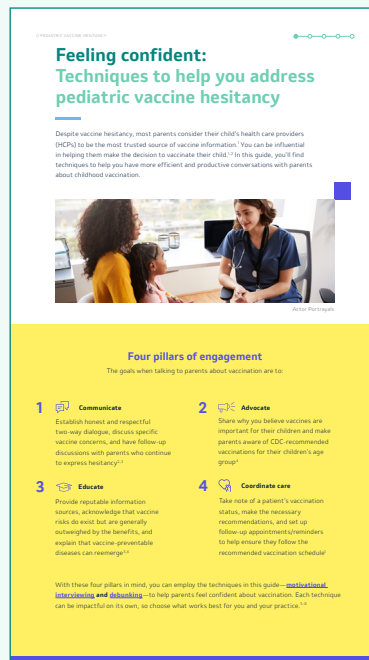 PEDIATRIC VACCINE HESITANCY
Feeling confident:
Techniques to help you address
pediatric vaccine hesitancy
Despite vaccine hesitancy, most parents consider their child's health care providers
(HCPs) to be the most trusted source of vaccine information.¹ You can be influential
in helping them make the decision to vaccinate their child.¹,² In this guide, you'll find
techniques to help you have more efficient and productive conversations with parents
about childhood vaccination.
Actor Portrayals
Four pillars of engagement
The goals when talking to parents about vaccination are to:
1 Communicate
Establish honest and respectful
two-way dialogue, discuss specific
vaccine concerns, and have follow-up
discussions with parents who continue
to express hesitancy
2 Advocate
Share why you believe vaccines are
important for their children and make
parents aware of CDC-recommended
vaccinations for their children's age
group
3 Educate
Provide reputable information
sources, acknowledge that vaccine
risks do exist but are generally
outweighed by the benefits, and
explain that vaccine-preventable
diseases can reemerge
4 Coordinate care
Take note of a patient's vaccination
status, make the necessary
recommendations, and set up
follow-up appointments/reminders
to help ensure they follow the
recommended vaccination schedule
With these four pillars in mind, you can employ the techniques in this guide—motivational
interviewing and debunking—to help parents feel confident about vaccination. Each technique
can be impactful on its own, so choose what works best for you and your practice.